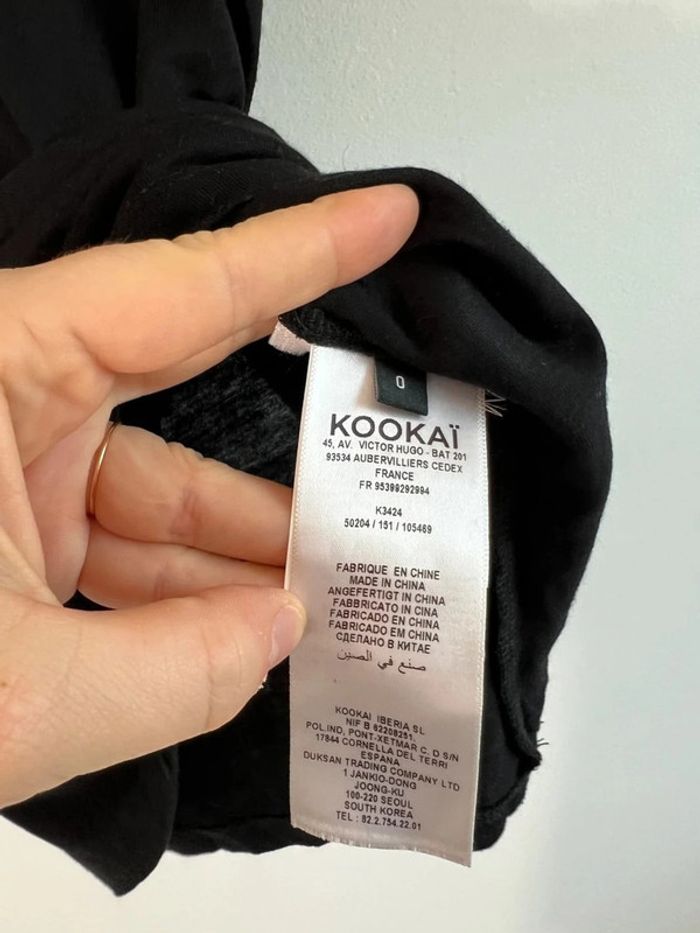 0
KOOKAÏ
45, AV. VICTOR HUGO - BAT 201
93534 AUBERVILLIERS CEDEX
FRANCE
FR 95398292994
K3424
50204 / 151 / 105469
FABRIQUE EN CHINE
MADE IN CHINA
ANGEFERTIGT IN CHINA
FABBRICATO IN CINA
FABRICADO EN CHINA
FABRICADO EM CHINA
СДЕЛАНО В КИТАЕ
صنع في الصين
KOOKAI IBERIA SL
NIF B 62208251.
POL.IND, PONT-XETMAR C. D S/N
17844 CORNELLA DEL TERRI
ESPANA
DUKSAN TRADING COMPANY LTD
1 JANKIO-DONG
JOONG-KU
100-220 SEOUL
SOUTH KOREA
TEL : 82.2.754.22.01